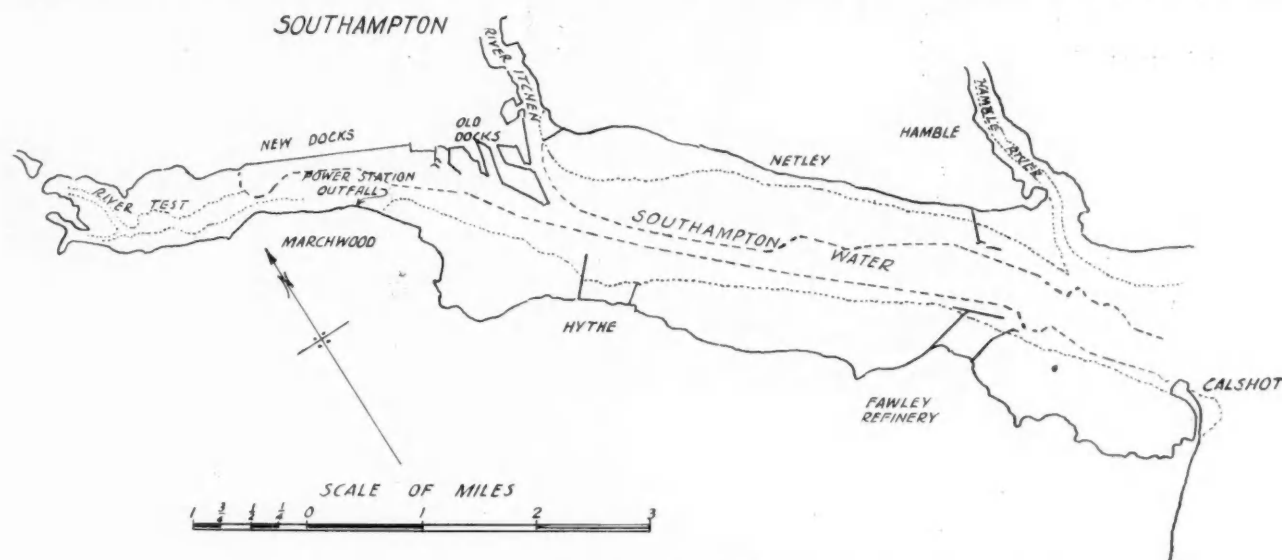 SOUTHAMPTON
RIVER ITCHEN
HAMBLE RIVER
NEW DOCKS
OLD
DOCKS
HAMBLE
NETLEY
POWER STATION
OUTFALL
RIVER TEST
SOUTHAMPTON
WATER
MARCHWOOD
HYTHE
CALSHOT
FAWLEY
REFINERY
SCALE OF MILES
1 3/4 1/2 1/4 0 1 2 3